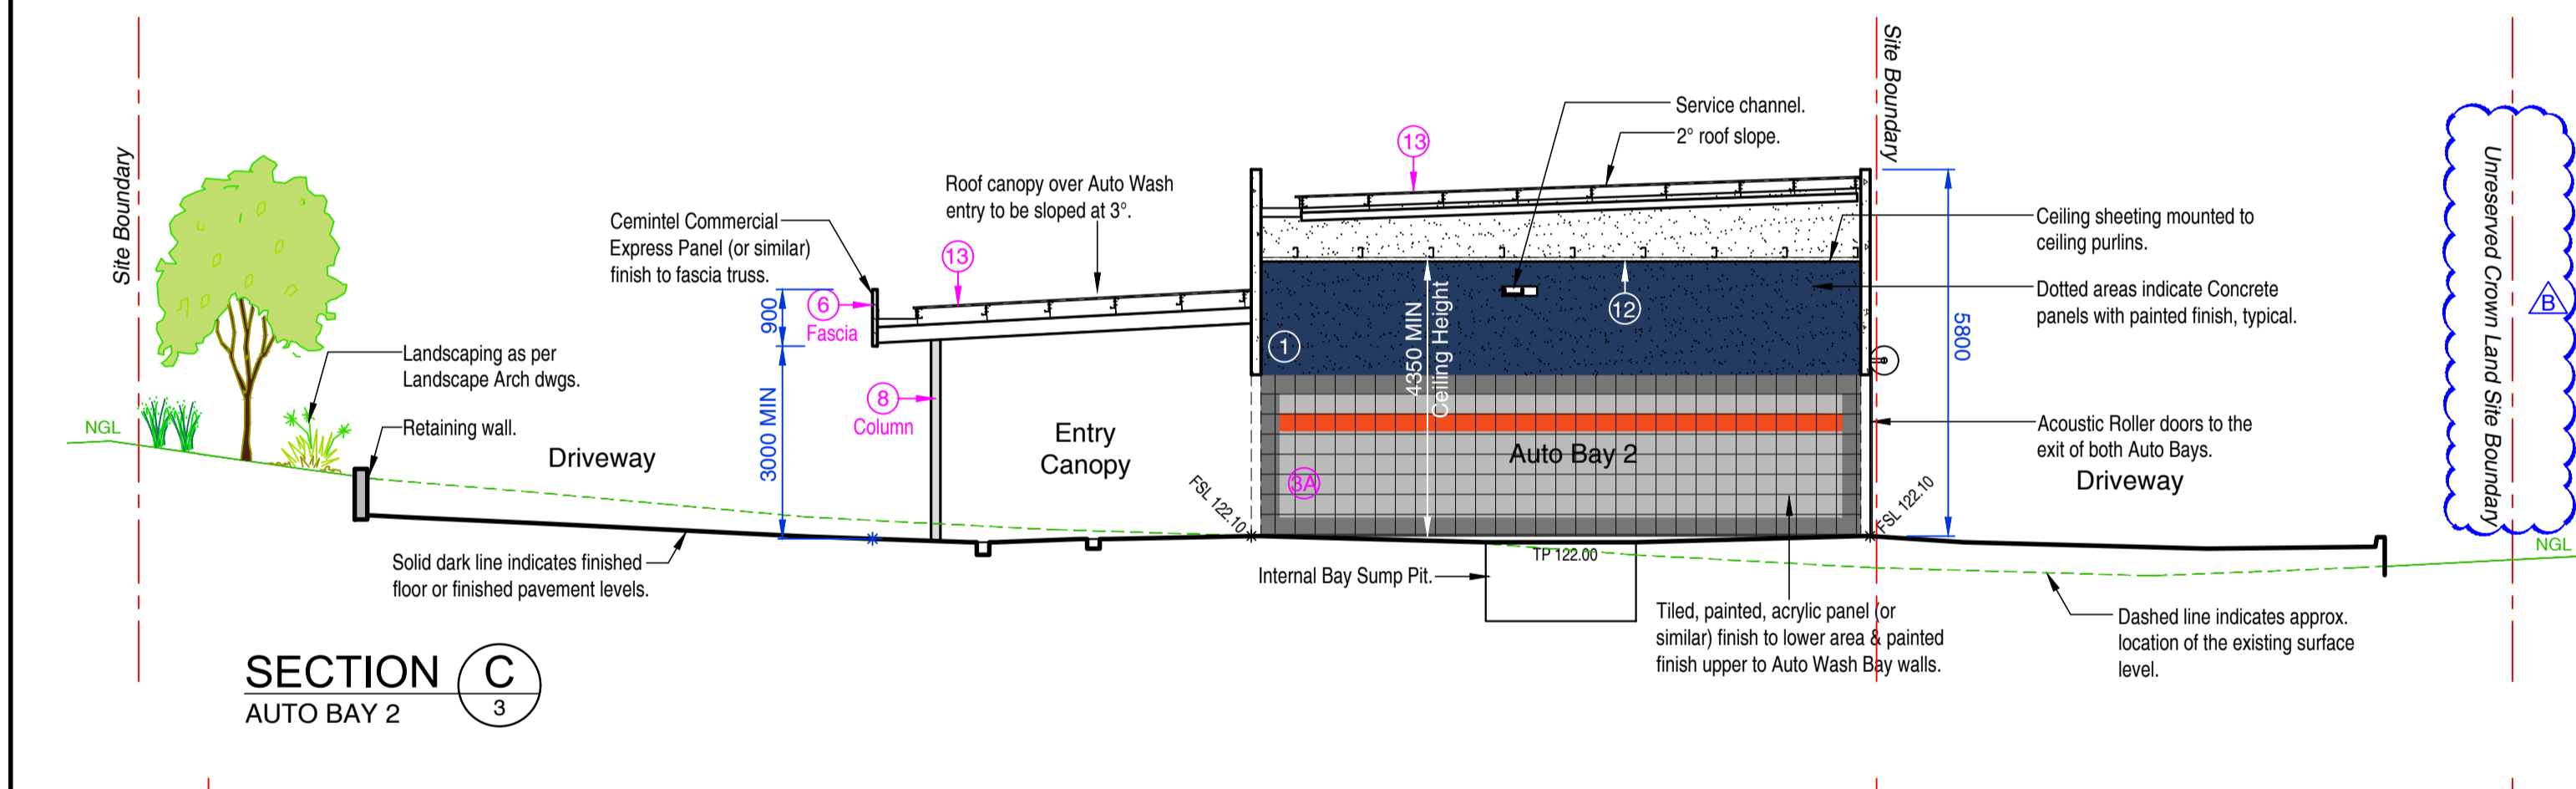 Site Boundary
Site Boundary
Unreserved Crown Land Site Boundary
B
Service channel.
2° roof slope.
13
Roof canopy over Auto Wash
entry to be sloped at 3°.
Cemintel Commercial
Express Panel (or similar)
finish to fascia truss.
13
6
Fascia
900
Ceiling sheeting mounted to
ceiling purlins.
Dotted areas indicate Concrete
panels with painted finish, typical.
12
1
4350 MIN
Ceiling Height
5800
Landscaping as per
Landscape Arch dwgs.
Retaining wall.
NGL
Driveway
3000 MIN
8
Column
Entry
Canopy
Auto Bay 2
3A
Acoustic Roller doors to the
exit of both Auto Bays.
Driveway
FSL 122.10
FSL 122.10
NGL
TP 122.00
Internal Bay Sump Pit.
Solid dark line indicates finished
floor or finished pavement levels.
Tiled, painted, acrylic panel (or
similar) finish to lower area & painted
finish upper to Auto Wash Bay walls.
Dashed line indicates approx.
location of the existing surface
level.
SECTION C
AUTO BAY 2 3